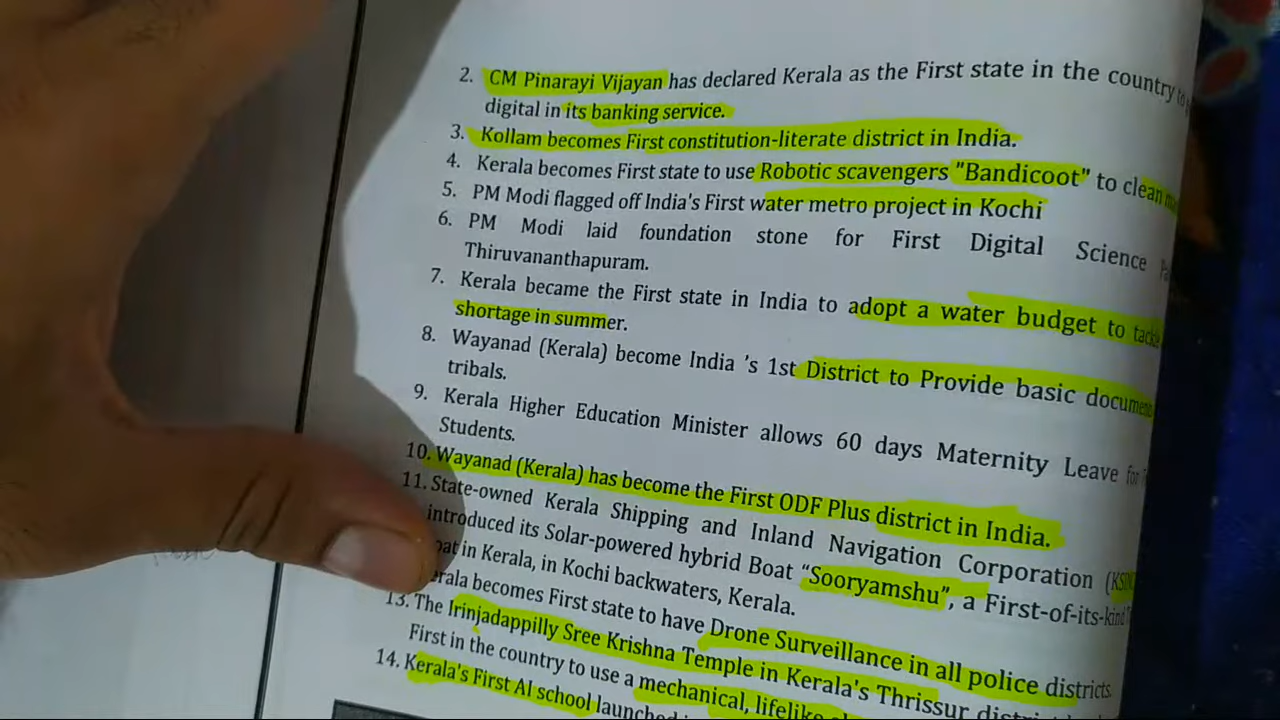 2. CM Pinarayi Vijayan has declared Kerala as the First state in the country to
digital in its banking service.
3. Kollam becomes First constitution-literate district in India.
4. Kerala becomes First state to use Robotic scavengers "Bandicoot" to clean
5. PM Modi flagged off India's First water metro project in Kochi
6. PM Modi laid foundation stone for First Digital Science
Thiruvananthapuram.
7. Kerala became the First state in India to adopt a water budget to
shortage in summer.
8. Wayanad (Kerala) become India 's 1st District to Provide basic
tribals.
9. Kerala Higher Education Minister allows 60 days Maternity Leave for
Students.
10. Wayanad (Kerala) has become the First ODF Plus district in India.
11. State-owned Kerala Shipping and Inland Navigation Corporation
introduced its Solar-powered hybrid Boat “Sooryamshu”, a First-of-its-kind
in Kerala, in Kochi backwaters, Kerala.
becomes First state to have Drone Surveillance in all police districts.
13. The Irinjadappilly Sree Krishna Temple in Kerala's Thrissur
First in the country to use a mechanical, lifelike
14. Kerala's First AI school launched